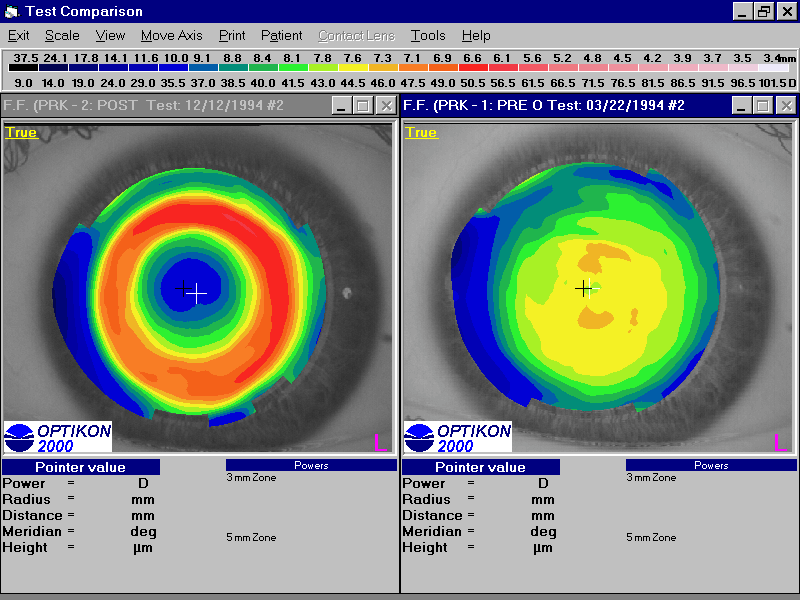 Test Comparison
Exit Scale View Move Axis Print Patient Contact Lens Tools Help
37.5 24.1 17.8 14.1 11.6 10.0 9.1 8.8 8.4 8.1 7.8 7.6 7.3 7.1 6.9 6.6 6.1 5.6 5.2 4.8 4.5 4.2 3.9 3.7 3.5 3.4mm
9.0 14.0 19.0 24.0 29.0 35.5 37.0 38.5 40.0 41.5 43.0 44.5 46.0 47.5 49.0 50.5 56.5 61.5 66.5 71.5 76.5 81.5 86.5 91.5 96.5 101.5 D
F.F. (PRK - 2: POST Test: 12/12/1994 #2
True
OPTIKON
2000
L
Pointer value
Power = D
Radius = mm
Distance = mm
Meridian = deg
Height = µm
Powers
3 mm Zone
5 mm Zone
F.F. (PRK - 1: PRE O Test: 03/22/1994 #2
True
OPTIKON
2000
L
Pointer value
Power = D
Radius = mm
Distance = mm
Meridian = deg
Height = µm
Powers
3 mm Zone
5 mm Zone